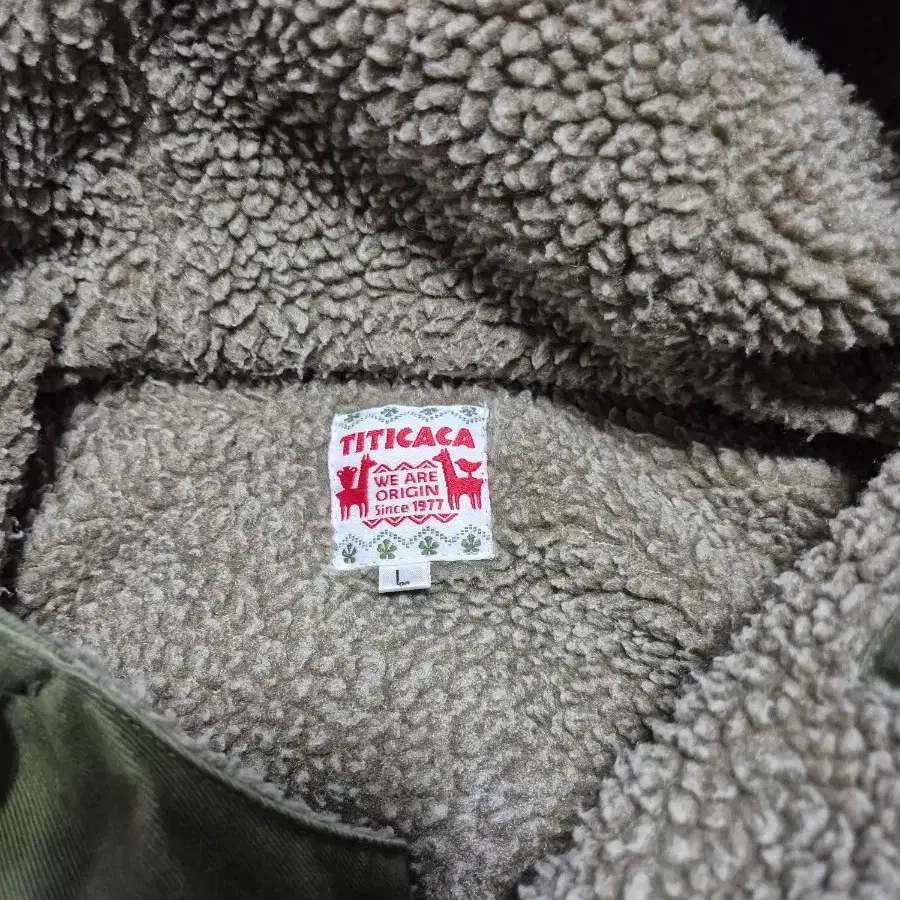 TITICACA
WE ARE
ORIGIN
Since 1977
L